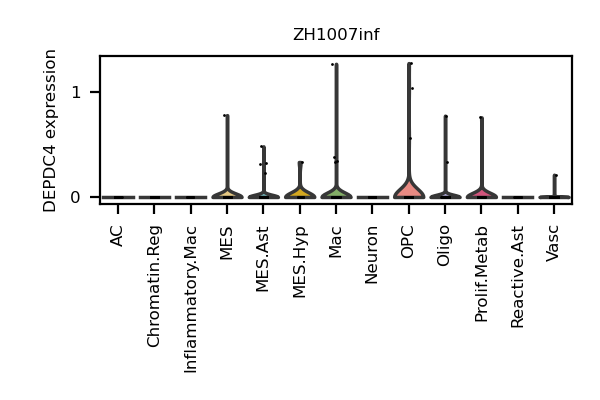 ZH1007inf
DEPDC4 expression
1
0
AC
Chromatin.Reg
Inflammatory.Mac
MES
MES.Ast
MES.Hyp
Mac
Neuron
OPC
Oligo
Prolif.Metab
Reactive.Ast
Vasc